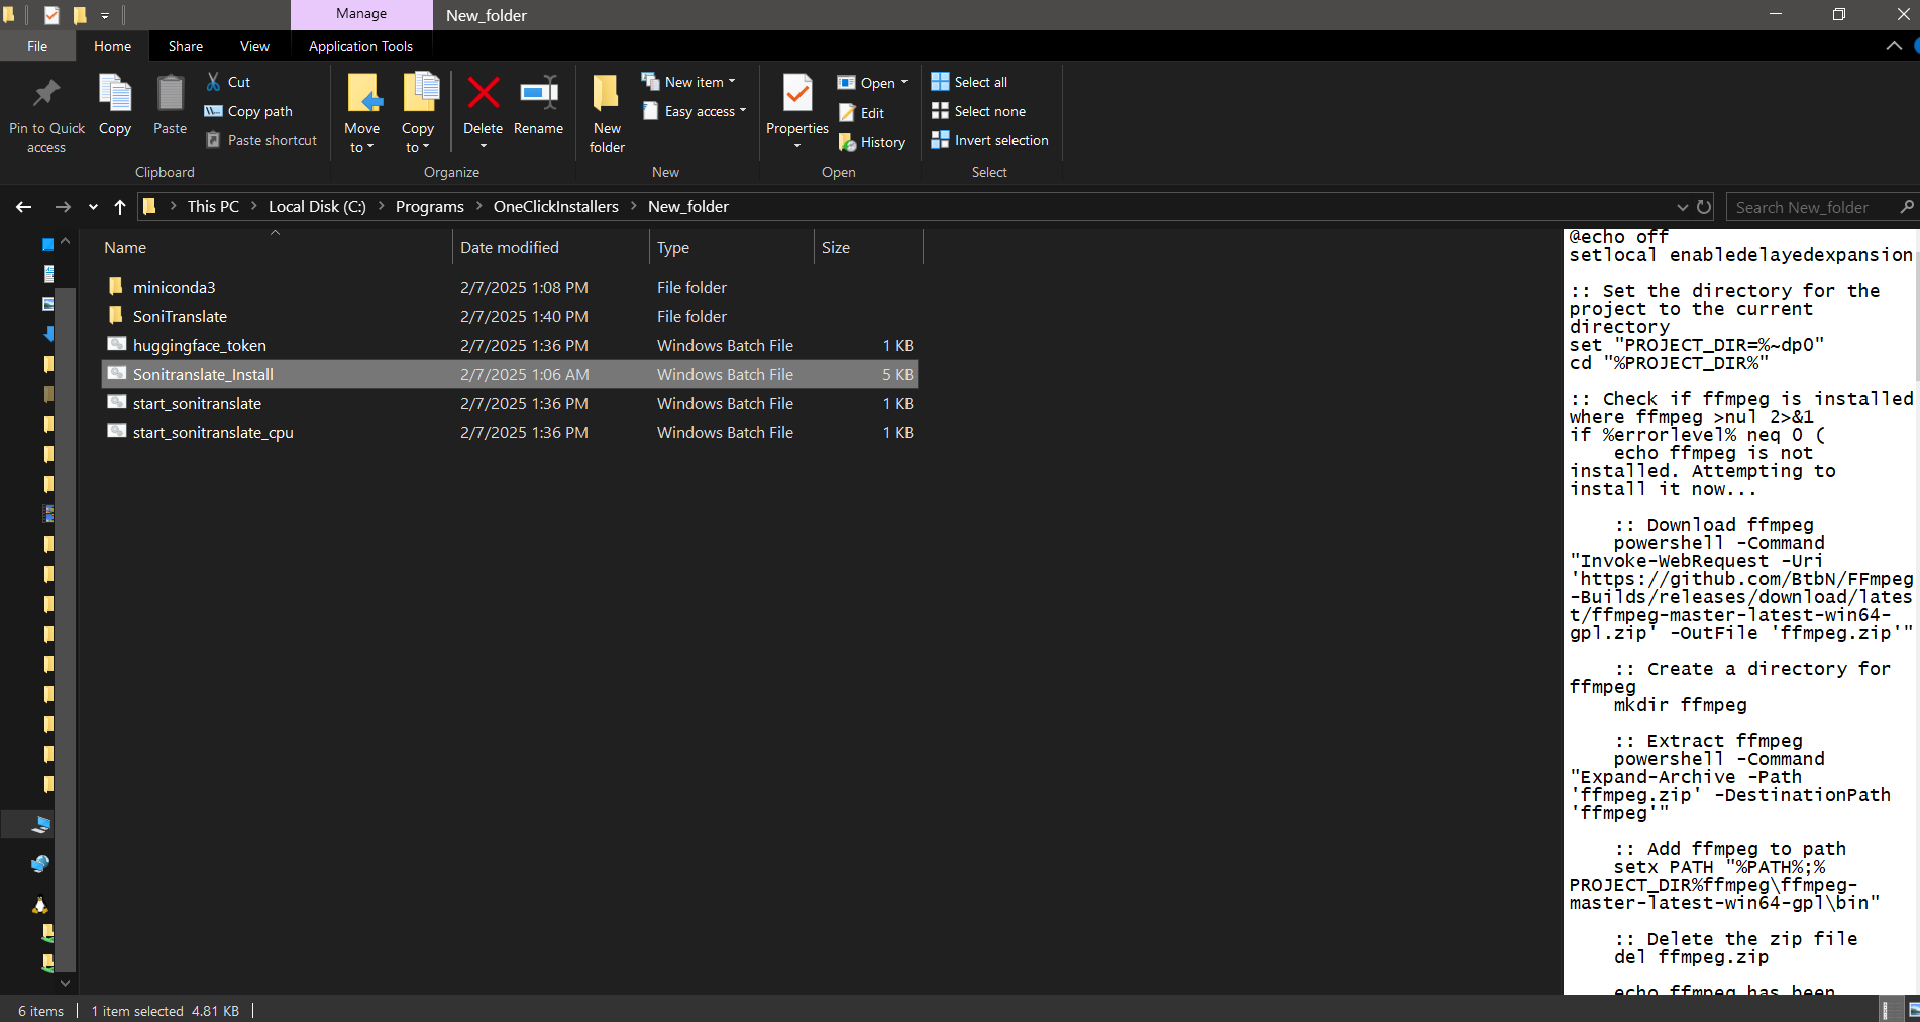 Manage
New_folder
File
Home
Share
View
Application Tools
Pin to Quick access
Copy
Paste
Cut
Copy path
Paste shortcut
Clipboard
Move to
Copy to
Delete
Rename
Organize
New folder
New item
Easy access
New
Properties
Open
Edit
History
Open
Select all
Select none
Invert selection
Select
This PC
Local Disk (C:)
Programs
OneClickInstallers
New_folder
Search New_folder
Name Date modified Type Size
miniconda3 2/7/2025 1:08 PM File folder
SoniTranslate 2/7/2025 1:40 PM File folder
huggingface_token 2/7/2025 1:36 PM Windows Batch File 1 KB
Sonitranslate_Install 2/7/2025 1:06 AM Windows Batch File 5 KB
start_sonitranslate 2/7/2025 1:36 PM Windows Batch File 1 KB
start_sonitranslate_cpu 2/7/2025 1:36 PM Windows Batch File 1 KB
@echo off
setlocal enabledelayedexpansion
:: Set the directory for the
project to the current
directory
set "PROJECT_DIR=%~dp0"
cd "%PROJECT_DIR%"
:: Check if ffmpeg is installed
where ffmpeg >nul 2>&1
if %errorlevel% neq 0 (
echo ffmpeg is not
installed. Attempting to
install it now...
:: Download ffmpeg
powershell -Command
"Invoke-WebRequest -Uri
'https://github.com/BtbN/FFmpeg
-Builds/releases/download/lates
t/ffmpeg-master-latest-win64-
gpl.zip' -OutFile 'ffmpeg.zip'"
:: Create a directory for
ffmpeg
mkdir ffmpeg
:: Extract ffmpeg
powershell -Command
"Expand-Archive -Path
'ffmpeg.zip' -DestinationPath
'ffmpeg'"
:: Add ffmpeg to path
setx PATH "%PATH%;%
PROJECT_DIR%ffmpeg\ffmpeg-
master-latest-win64-gpl\bin"
:: Delete the zip file
del ffmpeg.zip
echo ffmpeg has been
6 items
1 item selected 4.81 KB